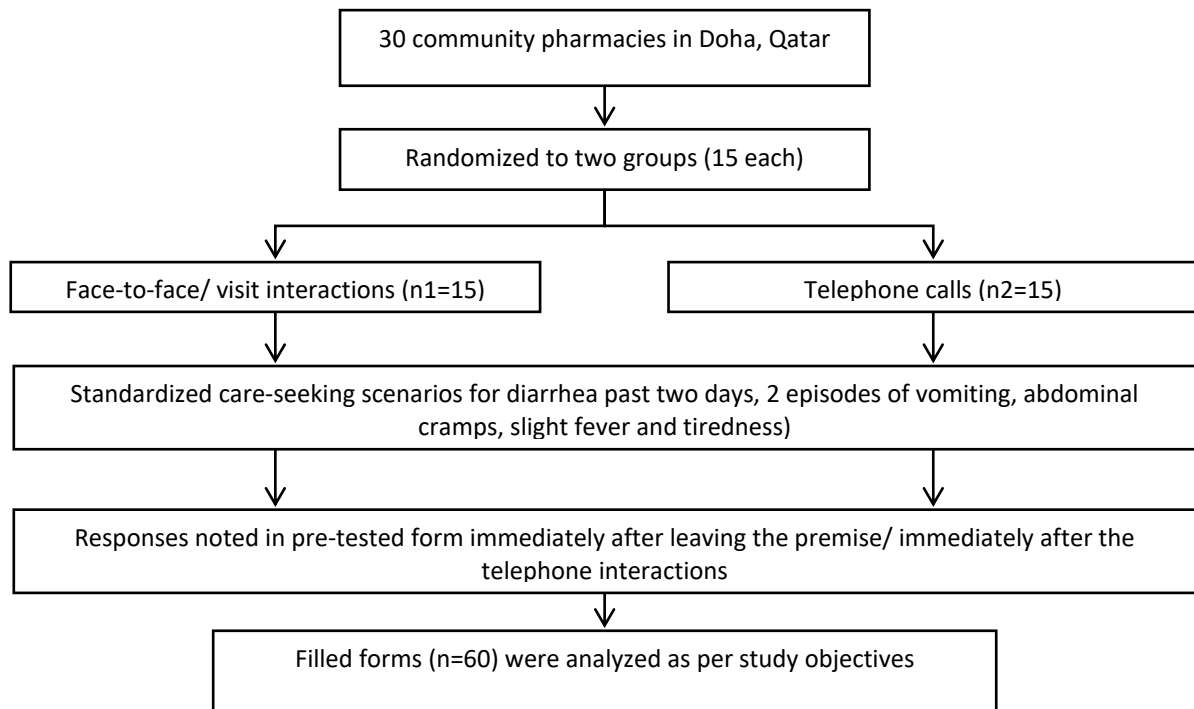 30 community pharmacies in Doha, Qatar
Randomized to two groups (15 each)
Face-to-face/ visit interactions (n1=15)
Telephone calls (n2=15)
Standardized care-seeking scenarios for diarrhea past two days, 2 episodes of vomiting, abdominal
cramps, slight fever and tiredness)
Responses noted in pre-tested form immediately after leaving the premise/ immediately after the
telephone interactions
Filled forms (n=60) were analyzed as per study objectives